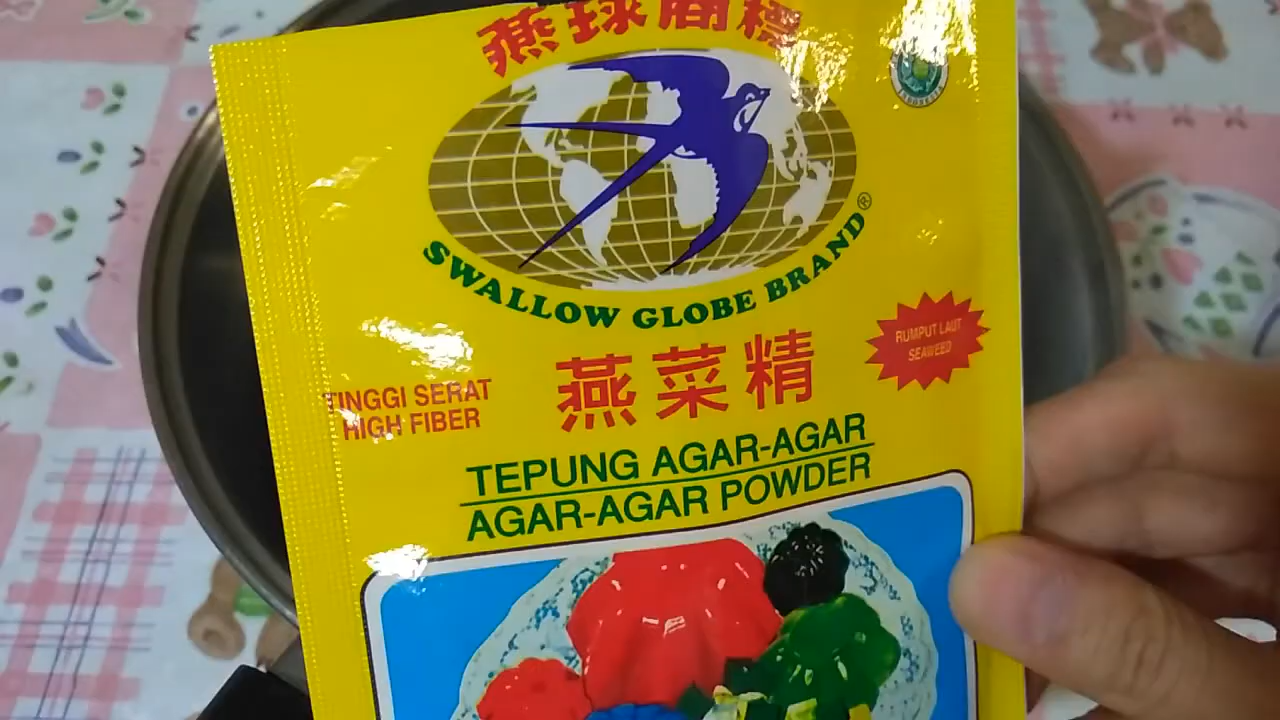 燕球商標
INDONESIA
SWALLOW GLOBE BRAND®
RUMPUT LAUT
SEAWEED
TINGGI SERAT
HIGH FIBER
燕菜精
TEPUNG AGAR-AGAR
AGAR-AGAR POWDER